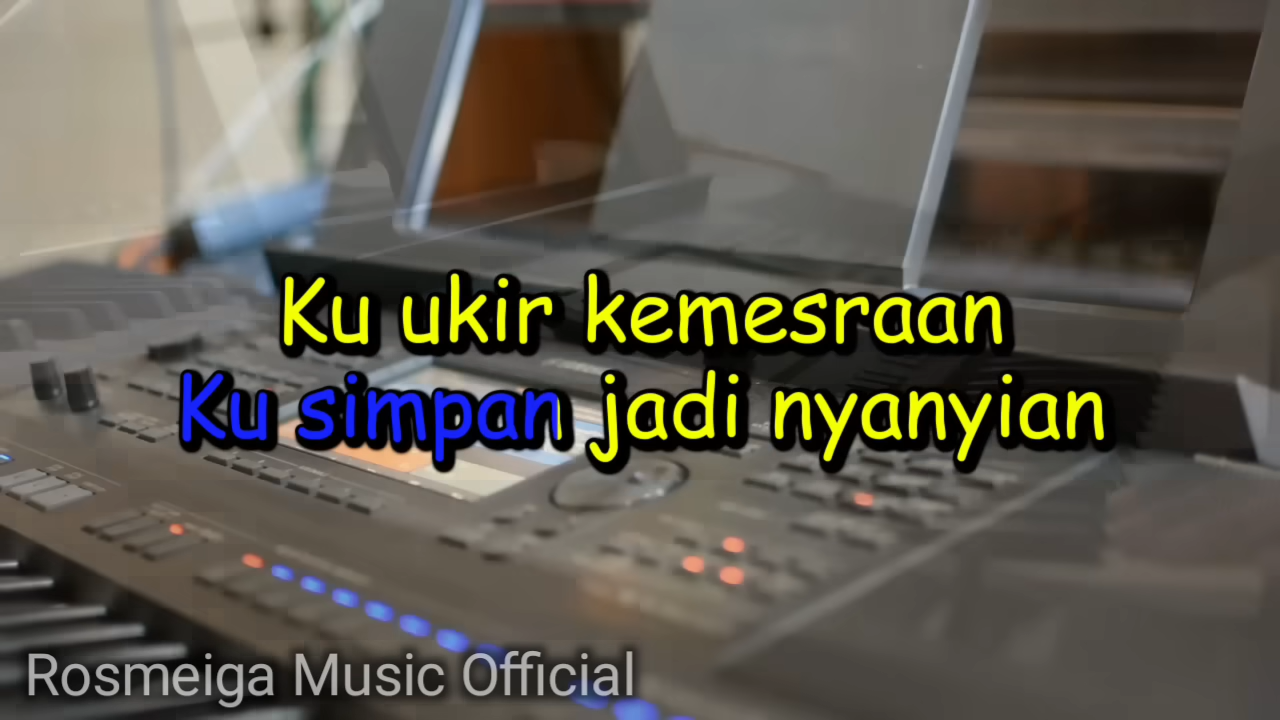 Ku ukir kemesraan
Ku simpan jadi nyanyian
Rosmeiga Music Official